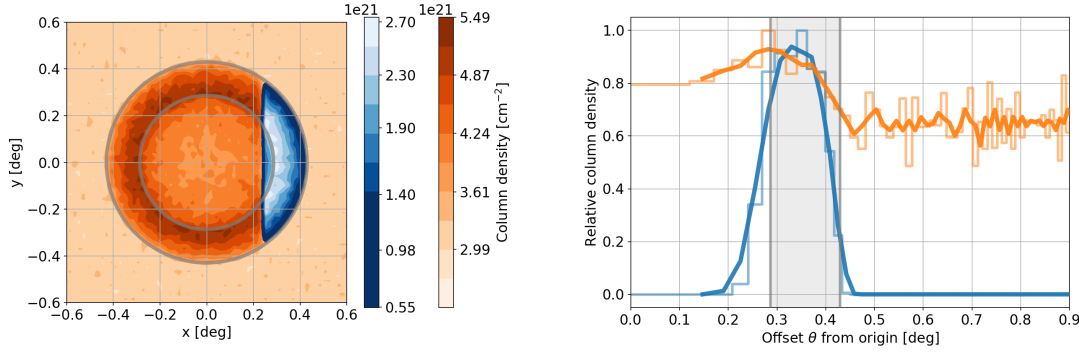 1e21
1e21
0.6
0.4
0.2
0.0
−0.2
−0.4
−0.6
y [deg]
−0.6 −0.4 −0.2 0.0 0.2 0.4 0.6
x [deg]
2.70
2.30
1.90
1.40
0.98
0.55
5.49
4.87
4.24
3.61
2.99
Column density [cm⁻²]
1.0
0.8
0.6
0.4
0.2
0.0
Relative column density
0.0 0.1 0.2 0.3 0.4 0.5 0.6 0.7 0.8 0.9
Offset θ from origin [deg]